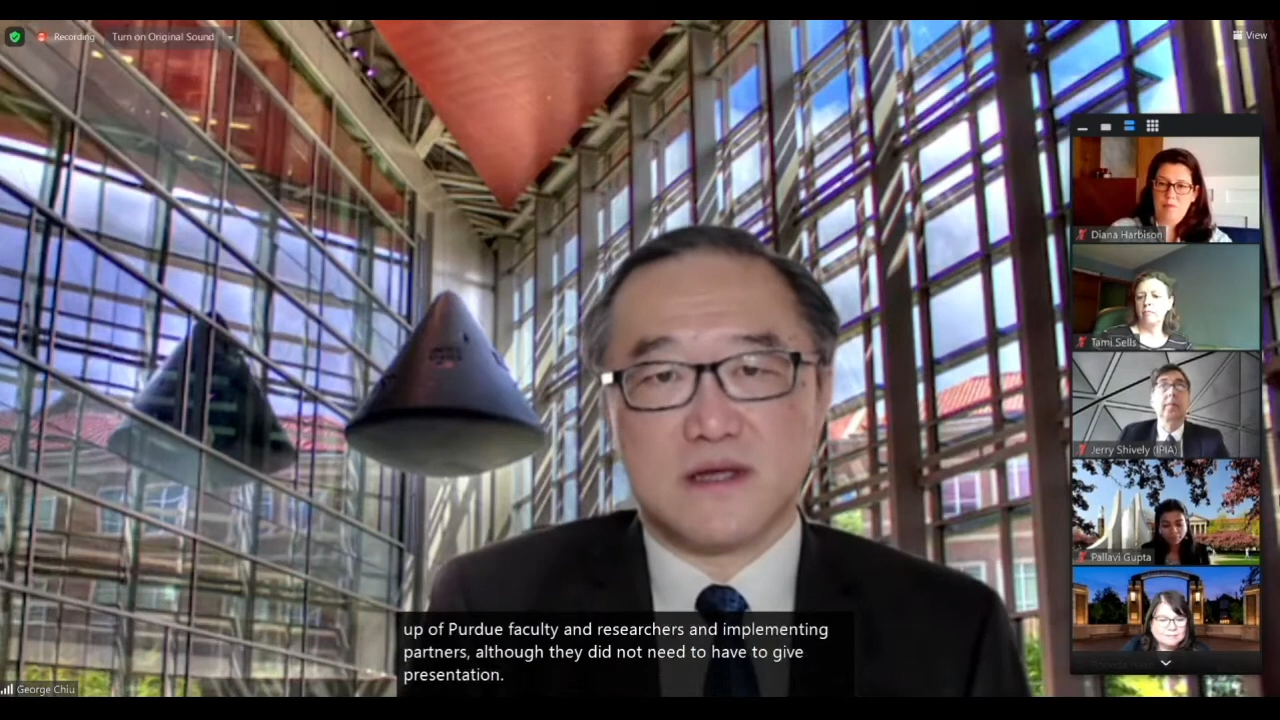 Recording
Turn on Original Sound
View
Diana Harbison
Tami Sells
Jerry Shively (IPIA)
Pallavi Gupta
up of Purdue faculty and researchers and implementing
partners, although they did not need to have to give
presentation.
George Chiu